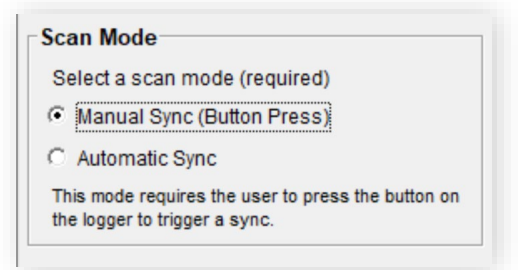 Scan Mode
Select a scan mode (required)
Manual Sync (Button Press)
Automatic Sync
This mode requires the user to press the button on
the logger to trigger a sync.